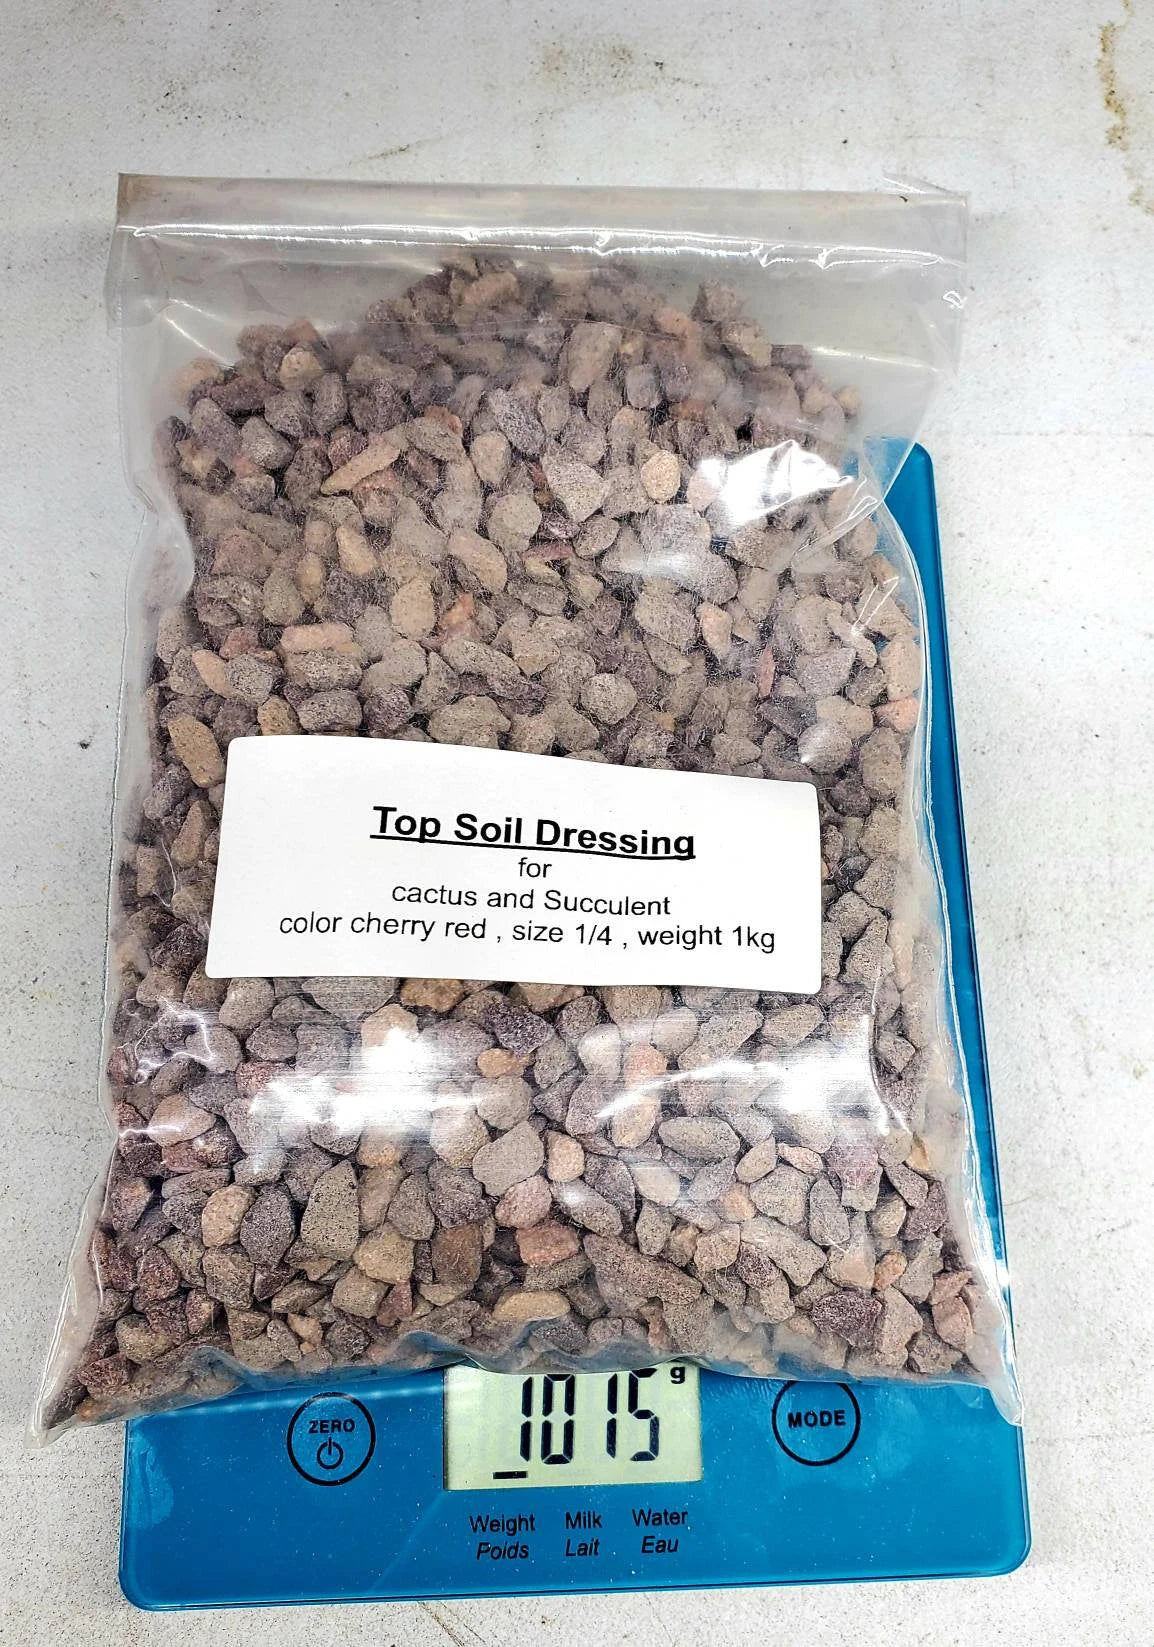 Top Soil Dressing
for
cactus and Succulent
color cherry red , size 1/4 , weight 1kg
1015 g
ZERO
MODE
Weight Milk Water
Poids Lait Eau